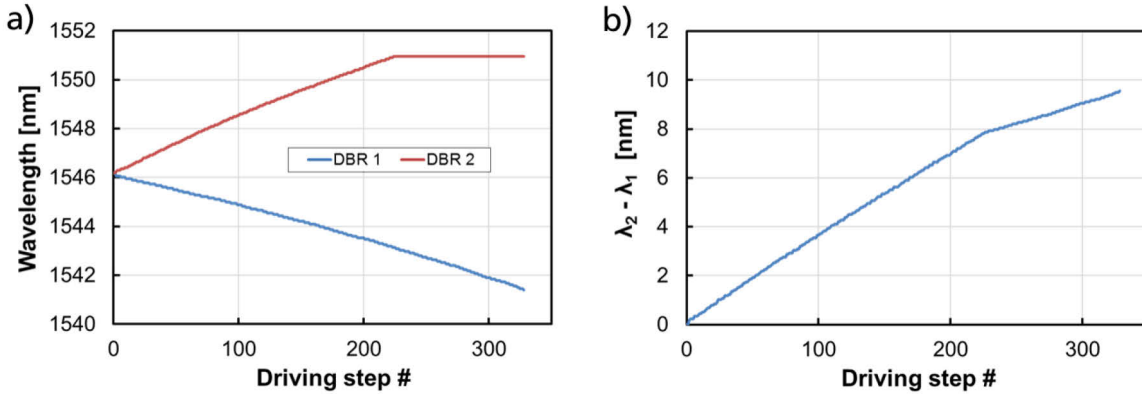 a)
Wavelength [nm]
1552
1550
1548
1546
1544
1542
1540
DBR 1 DBR 2
0 100 200 300
Driving step #
b)
λ₂ - λ₁ [nm]
12
10
8
6
4
2
0
0 100 200 300
Driving step #